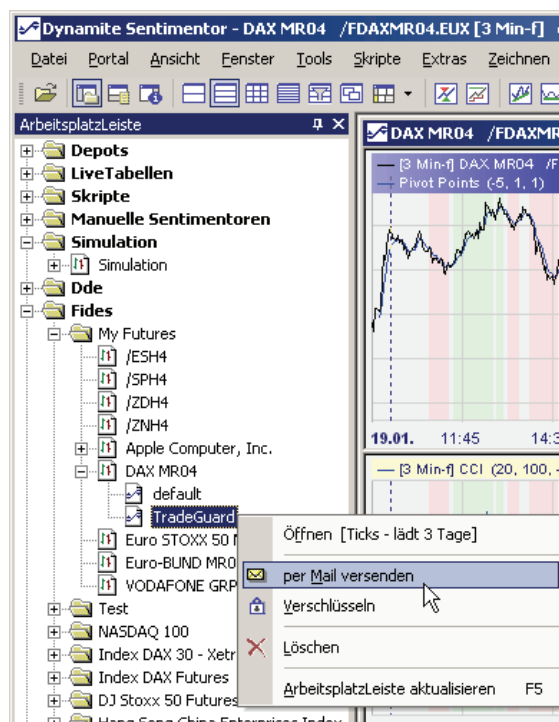 Dynamite Sentimentor - DAX MR04 /FDAXMR04.EUX [3 Min-f]
Datei Portal Ansicht Fenster Tools Skripte Extras Zeichnen
ArbeitsplatzLeiste
Depots
LiveTabellen
Skripte
Manuelle Sentimentoren
Simulation
Simulation
Dde
Fides
My Futures
/ESH4
/SPH4
/ZDH4
/ZNH4
Apple Computer, Inc.
DAX MR04
default
TradeGuard
Euro STOXX 50
Euro-BUND MR0
VODAFONE GRP
Test
NASDAQ 100
Index DAX 30 - Xetr
Index DAX Futures
DJ Stoxx 50 Futures
DAX MR04 /FDAXMR
[3 Min-f] DAX MR04 /F
Pivot Points (-5, 1, 1)
19.01. 11:45 14:3
[3 Min-f] CCI (20, 100, -
Öffnen [Ticks - lädt 3 Tage]
per Mail versenden
Verschlüsseln
Löschen
ArbeitsplatzLeiste aktualisieren F5